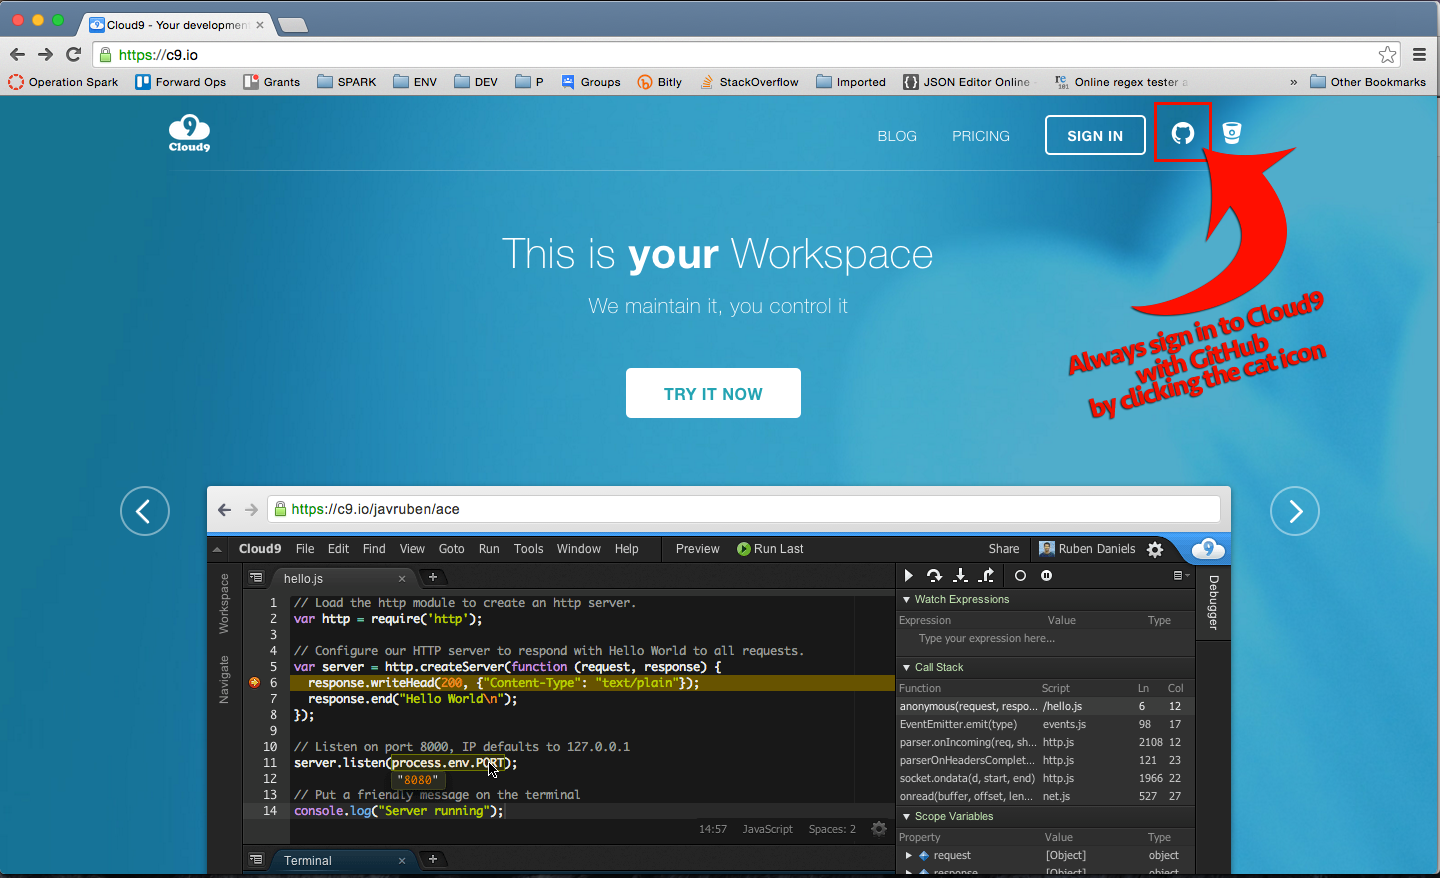 Cloud9 - Your development
https://c9.io
Operation Spark
Forward Ops
Grants
SPARK
ENV
DEV
P
Groups
Bitly
StackOverflow
Imported
JSON Editor Online
Online regex tester a
»
Other Bookmarks
9
Cloud9
BLOG
PRICING
SIGN IN
This is your Workspace
We maintain it, you control it
TRY IT NOW
Always sign in to Cloud9
with GitHub
by clicking the cat icon
https://c9.io/javruben/ace
Cloud9 File Edit Find View Goto Run Tools Window Help Preview Run Last Share Ruben Daniels
Workspace
Navigate
hello.js
1 // Load the http module to create an http server.
2 var http = require('http');
3
4 // Configure our HTTP server to respond with Hello World to all requests.
5 var server = http.createServer(function (request, response) {
6 response.writeHead(200, {"Content-Type": "text/plain"});
7 response.end("Hello World\n");
8 });
9
10 // Listen on port 8000, IP defaults to 127.0.0.1
11 server.listen(process.env.PORT);
12 "8080"
13 // Put a friendly message on the terminal
14 console.log("Server running");
14:57 JavaScript Spaces: 2
Terminal
Debugger
Watch Expressions
Expression Value Type
Type your expression here...
Call Stack
Function Script Ln Col
anonymous(request, respo... /hello.js 6 12
EventEmitter.emit(type) events.js 98 17
parser.onIncoming(req, sh... http.js 2108 12
parserOnHeadersComplet... http.js 121 23
socket.ondata(d, start, end) http.js 1966 22
onread(buffer, offset, len... net.js 527 27
Scope Variables
Property Value Type
request [Object] object
response [Object] object